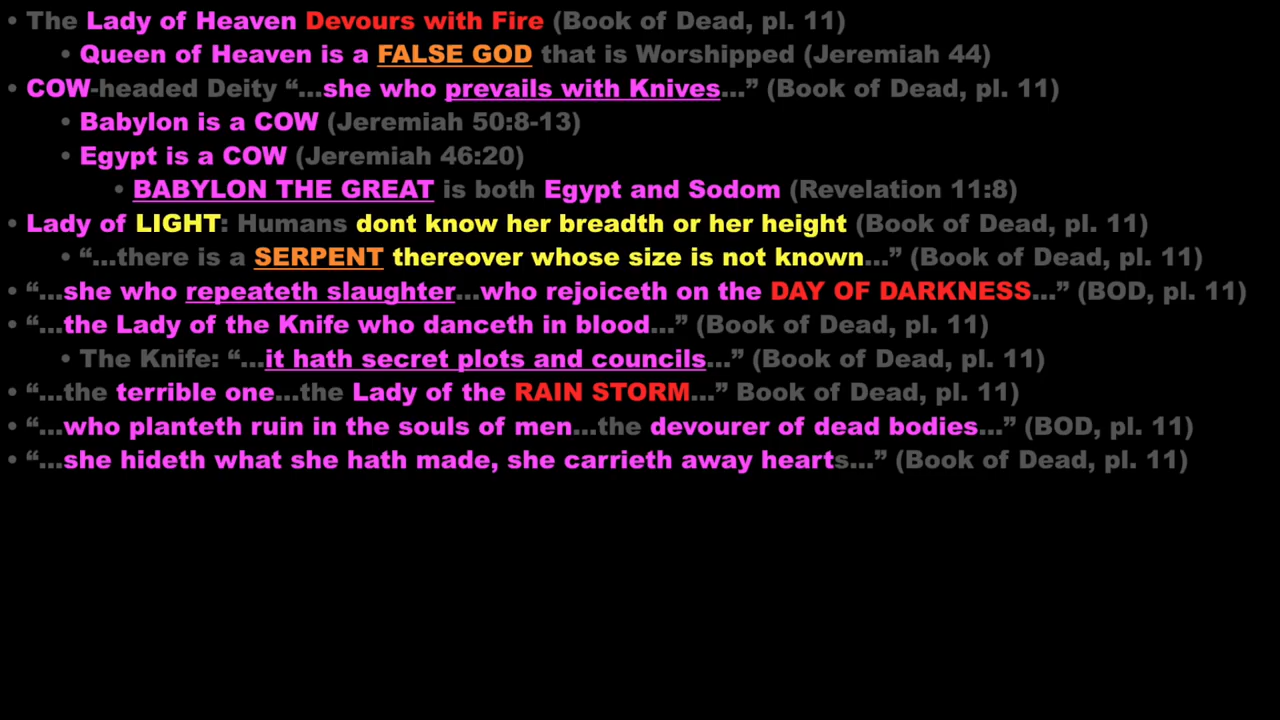 • The Lady of Heaven Devours with Fire (Book of Dead, pl. 11)
• Queen of Heaven is a FALSE GOD that is Worshipped (Jeremiah 44)
• COW-headed Deity “...she who prevails with Knives...” (Book of Dead, pl. 11)
• Babylon is a COW (Jeremiah 50:8-13)
• Egypt is a COW (Jeremiah 46:20)
• BABYLON THE GREAT is both Egypt and Sodom (Revelation 11:8)
• Lady of LIGHT: Humans dont know her breadth or her height (Book of Dead, pl. 11)
• “...there is a SERPENT thereover whose size is not known...” (Book of Dead, pl. 11)
• “...she who repeateth slaughter...who rejoiceth on the DAY OF DARKNESS...” (BOD, pl. 11)
• “...the Lady of the Knife who danceth in blood...” (Book of Dead, pl. 11)
• The Knife: “...it hath secret plots and councils...” (Book of Dead, pl. 11)
• “...the terrible one...the Lady of the RAIN STORM...” Book of Dead, pl. 11)
• “...who planteth ruin in the souls of men...the devourer of dead bodies...” (BOD, pl. 11)
• “...she hideth what she hath made, she carrieth away hearts...” (Book of Dead, pl. 11)